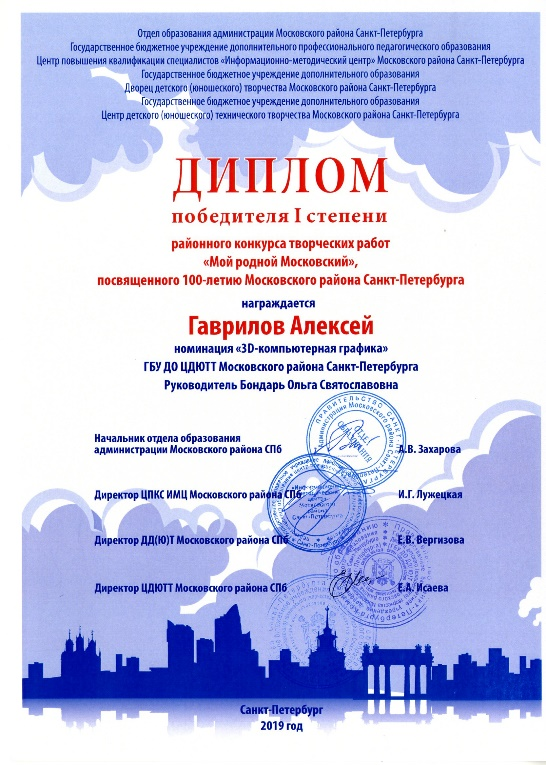 Отдел образования администрации Московского района Санкт-Петербурга
Государственное бюджетное учреждение дополнительного профессионального педагогического образования
Центр повышения квалификации специалистов «Информационно-методический центр» Московского района Санкт-Петербурга
Государственное бюджетное учреждение дополнительного образования
Дворец детского (юношеского) творчества Московского района Санкт-Петербурга
Государственное бюджетное учреждение дополнительного образования
Центр детского (юношеского) технического творчества Московского района Санкт-Петербурга
ДИПЛОМ
победителя I степени
районного конкурса творческих работ
«Мой родной Московский»,
посвященного 100-летию Московского района Санкт-Петербурга
награждается
Гаврилов Алексей
номинация «3D-компьютерная графика»
ГБУ ДО ЦДЮТТ Московского района Санкт-Петербурга
Руководитель Бондарь Ольга Святославовна
Начальник отдела образования
администрации Московского района СПб А.В. Захарова
Директор ЦПКС ИМЦ Московского района СПб И.Г. Лужецкая
Директор ДД(Ю)Т Московского района СПб Е.В. Вергизова
Директор ЦДЮТТ Московского района СПб Е.А. Исаева
Санкт-Петербург
2019 год